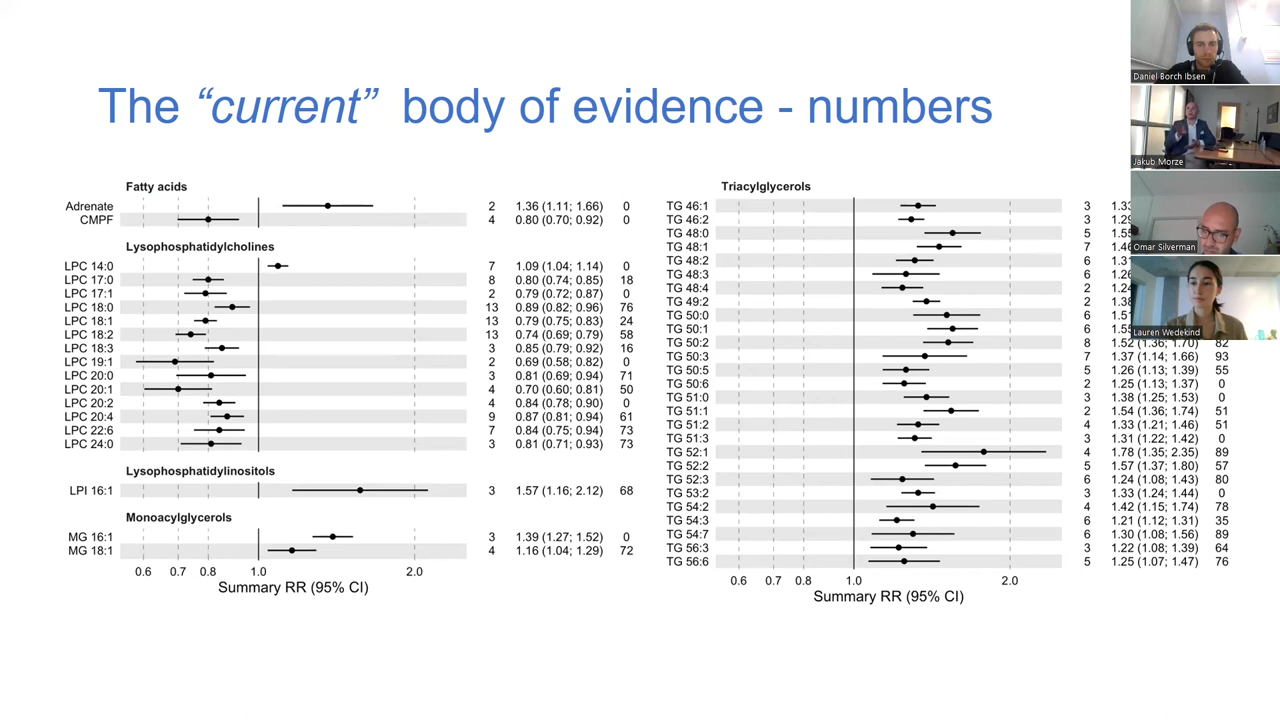 The “current” body of evidence - numbers
Fatty acids
Adrenate 2 1.36 (1.11; 1.66) 0
CMPF 4 0.80 (0.70; 0.92) 0
Lysophosphatidylcholines
LPC 14:0 7 1.09 (1.04; 1.14) 0
LPC 17:0 8 0.80 (0.74; 0.85) 18
LPC 17:1 2 0.79 (0.72; 0.87) 0
LPC 18:0 13 0.89 (0.82; 0.96) 76
LPC 18:1 13 0.79 (0.75; 0.83) 24
LPC 18:2 13 0.74 (0.69; 0.79) 58
LPC 18:3 3 0.85 (0.79; 0.92) 16
LPC 19:1 2 0.69 (0.58; 0.82) 0
LPC 20:0 3 0.81 (0.69; 0.94) 71
LPC 20:1 4 0.70 (0.60; 0.81) 50
LPC 20:2 4 0.84 (0.78; 0.90) 0
LPC 20:4 9 0.87 (0.81; 0.94) 61
LPC 22:6 7 0.84 (0.75; 0.94) 73
LPC 24:0 3 0.81 (0.71; 0.93) 73
Lysophosphatidylinositols
LPI 16:1 3 1.57 (1.16; 2.12) 68
Monoacylglycerols
MG 16:1 3 1.39 (1.27; 1.52) 0
MG 18:1 4 1.16 (1.04; 1.29) 72
0.6 0.7 0.8 1.0 2.0
Summary RR (95% CI)
Triacylglycerols
TG 46:1 3 1.33
TG 46:2 3 1.29
TG 48:0 5 1.55
TG 48:1 7 1.46
TG 48:2 6 1.31
TG 48:3 6 1.26
TG 48:4 2 1.24
TG 49:2 2 1.38
TG 50:0 6 1.51
TG 50:1 6 1.55
TG 50:2 8 1.52 (1.36; 1.70) 82
TG 50:3 7 1.37 (1.14; 1.66) 93
TG 50:5 5 1.26 (1.13; 1.39) 55
TG 50:6 2 1.25 (1.13; 1.37) 0
TG 51:0 3 1.38 (1.25; 1.53) 0
TG 51:1 2 1.54 (1.36; 1.74) 51
TG 51:2 4 1.33 (1.21; 1.46) 51
TG 51:3 3 1.31 (1.22; 1.42) 0
TG 52:1 4 1.78 (1.35; 2.35) 89
TG 52:2 5 1.57 (1.37; 1.80) 57
TG 52:3 6 1.24 (1.08; 1.43) 80
TG 53:2 3 1.33 (1.24; 1.44) 0
TG 54:2 4 1.42 (1.15; 1.74) 78
TG 54:3 6 1.21 (1.12; 1.31) 35
TG 54:7 6 1.30 (1.08; 1.56) 89
TG 56:3 3 1.22 (1.08; 1.39) 64
TG 56:6 5 1.25 (1.07; 1.47) 76
0.6 0.7 0.8 1.0 2.0
Summary RR (95% CI)
Daniel Borch Ibsen
Jakub Morze
Omar Silverman
Lauren Wedekind